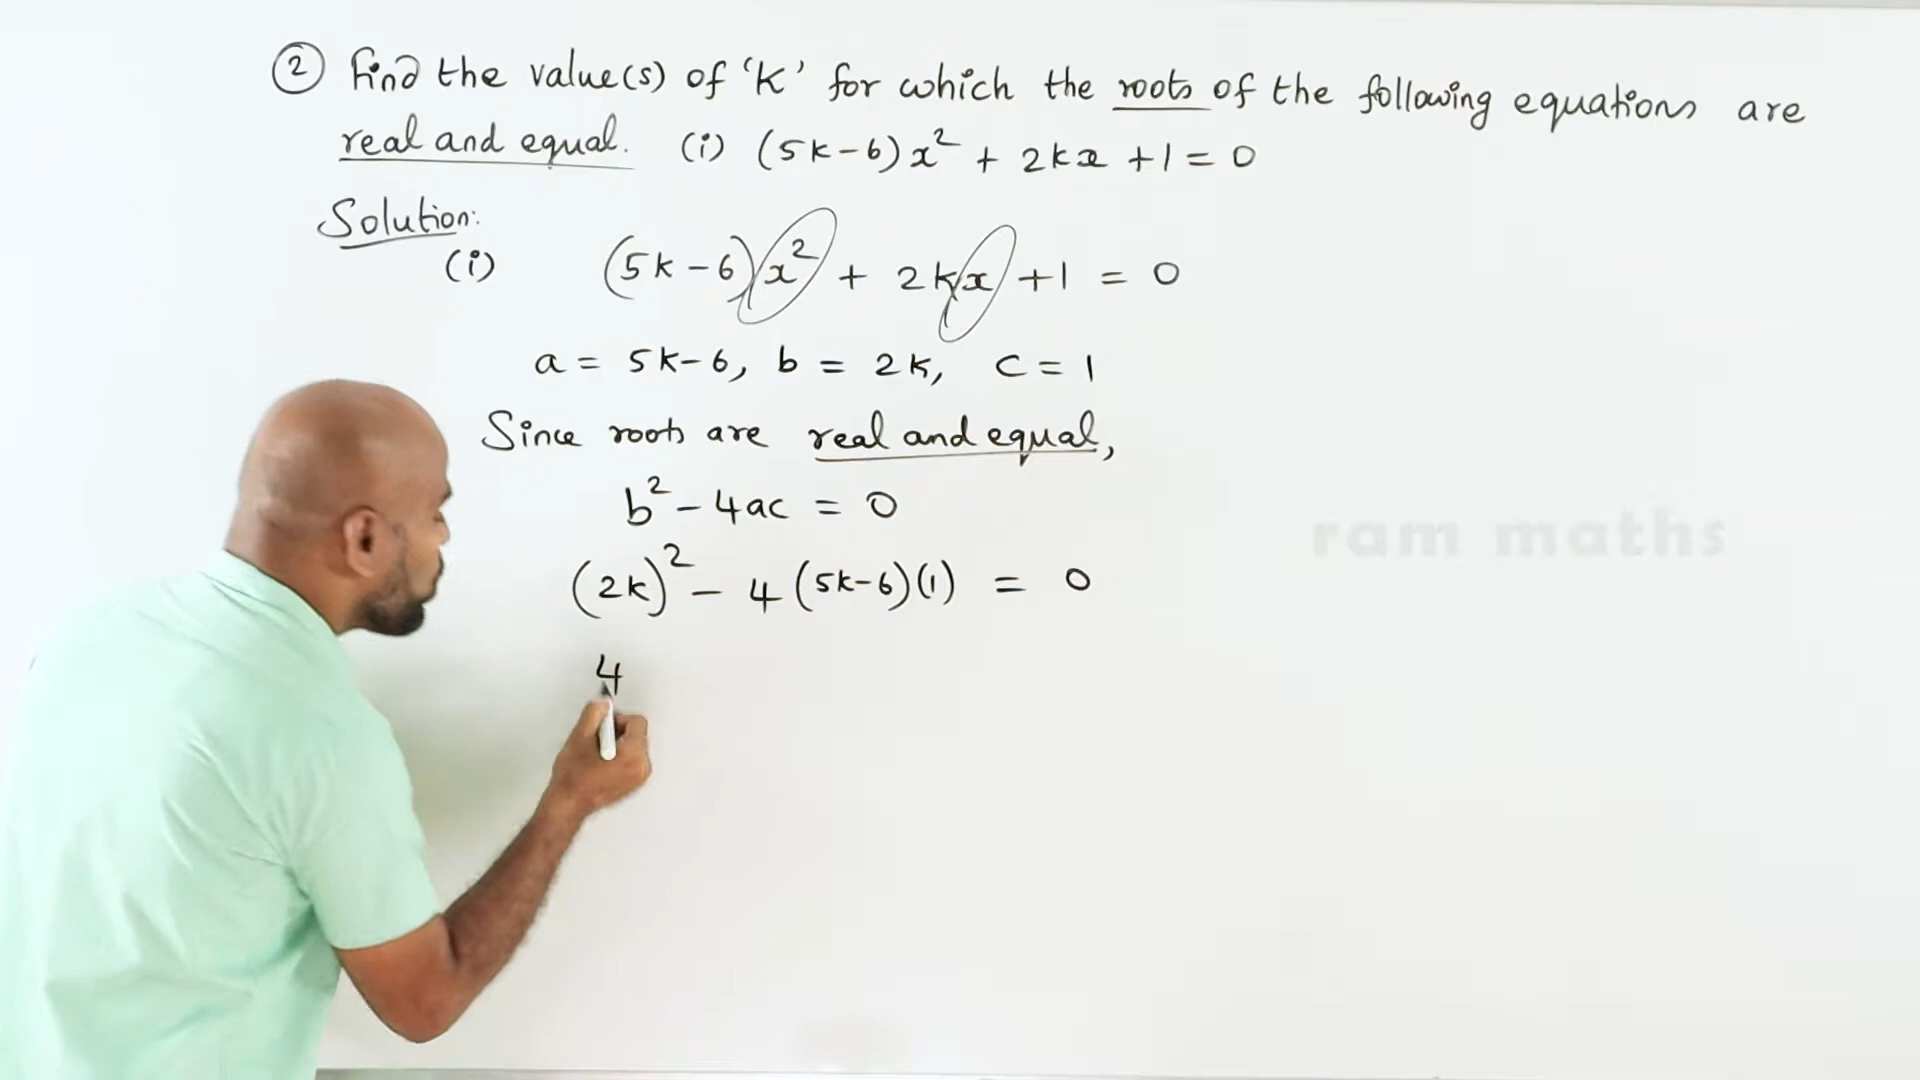 ② Find the value(s) of ‘K’ for which the roots of the following equations are
real and equal. (i) (5k-6)x² + 2kx +1 = 0
Solution:
(i) (5k-6)x² + 2kx +1 = 0
a = 5k-6, b = 2k, c = 1
Since roots are real and equal,
b² - 4ac = 0
ram maths
(2k)² - 4(5k-6)(1) = 0
4